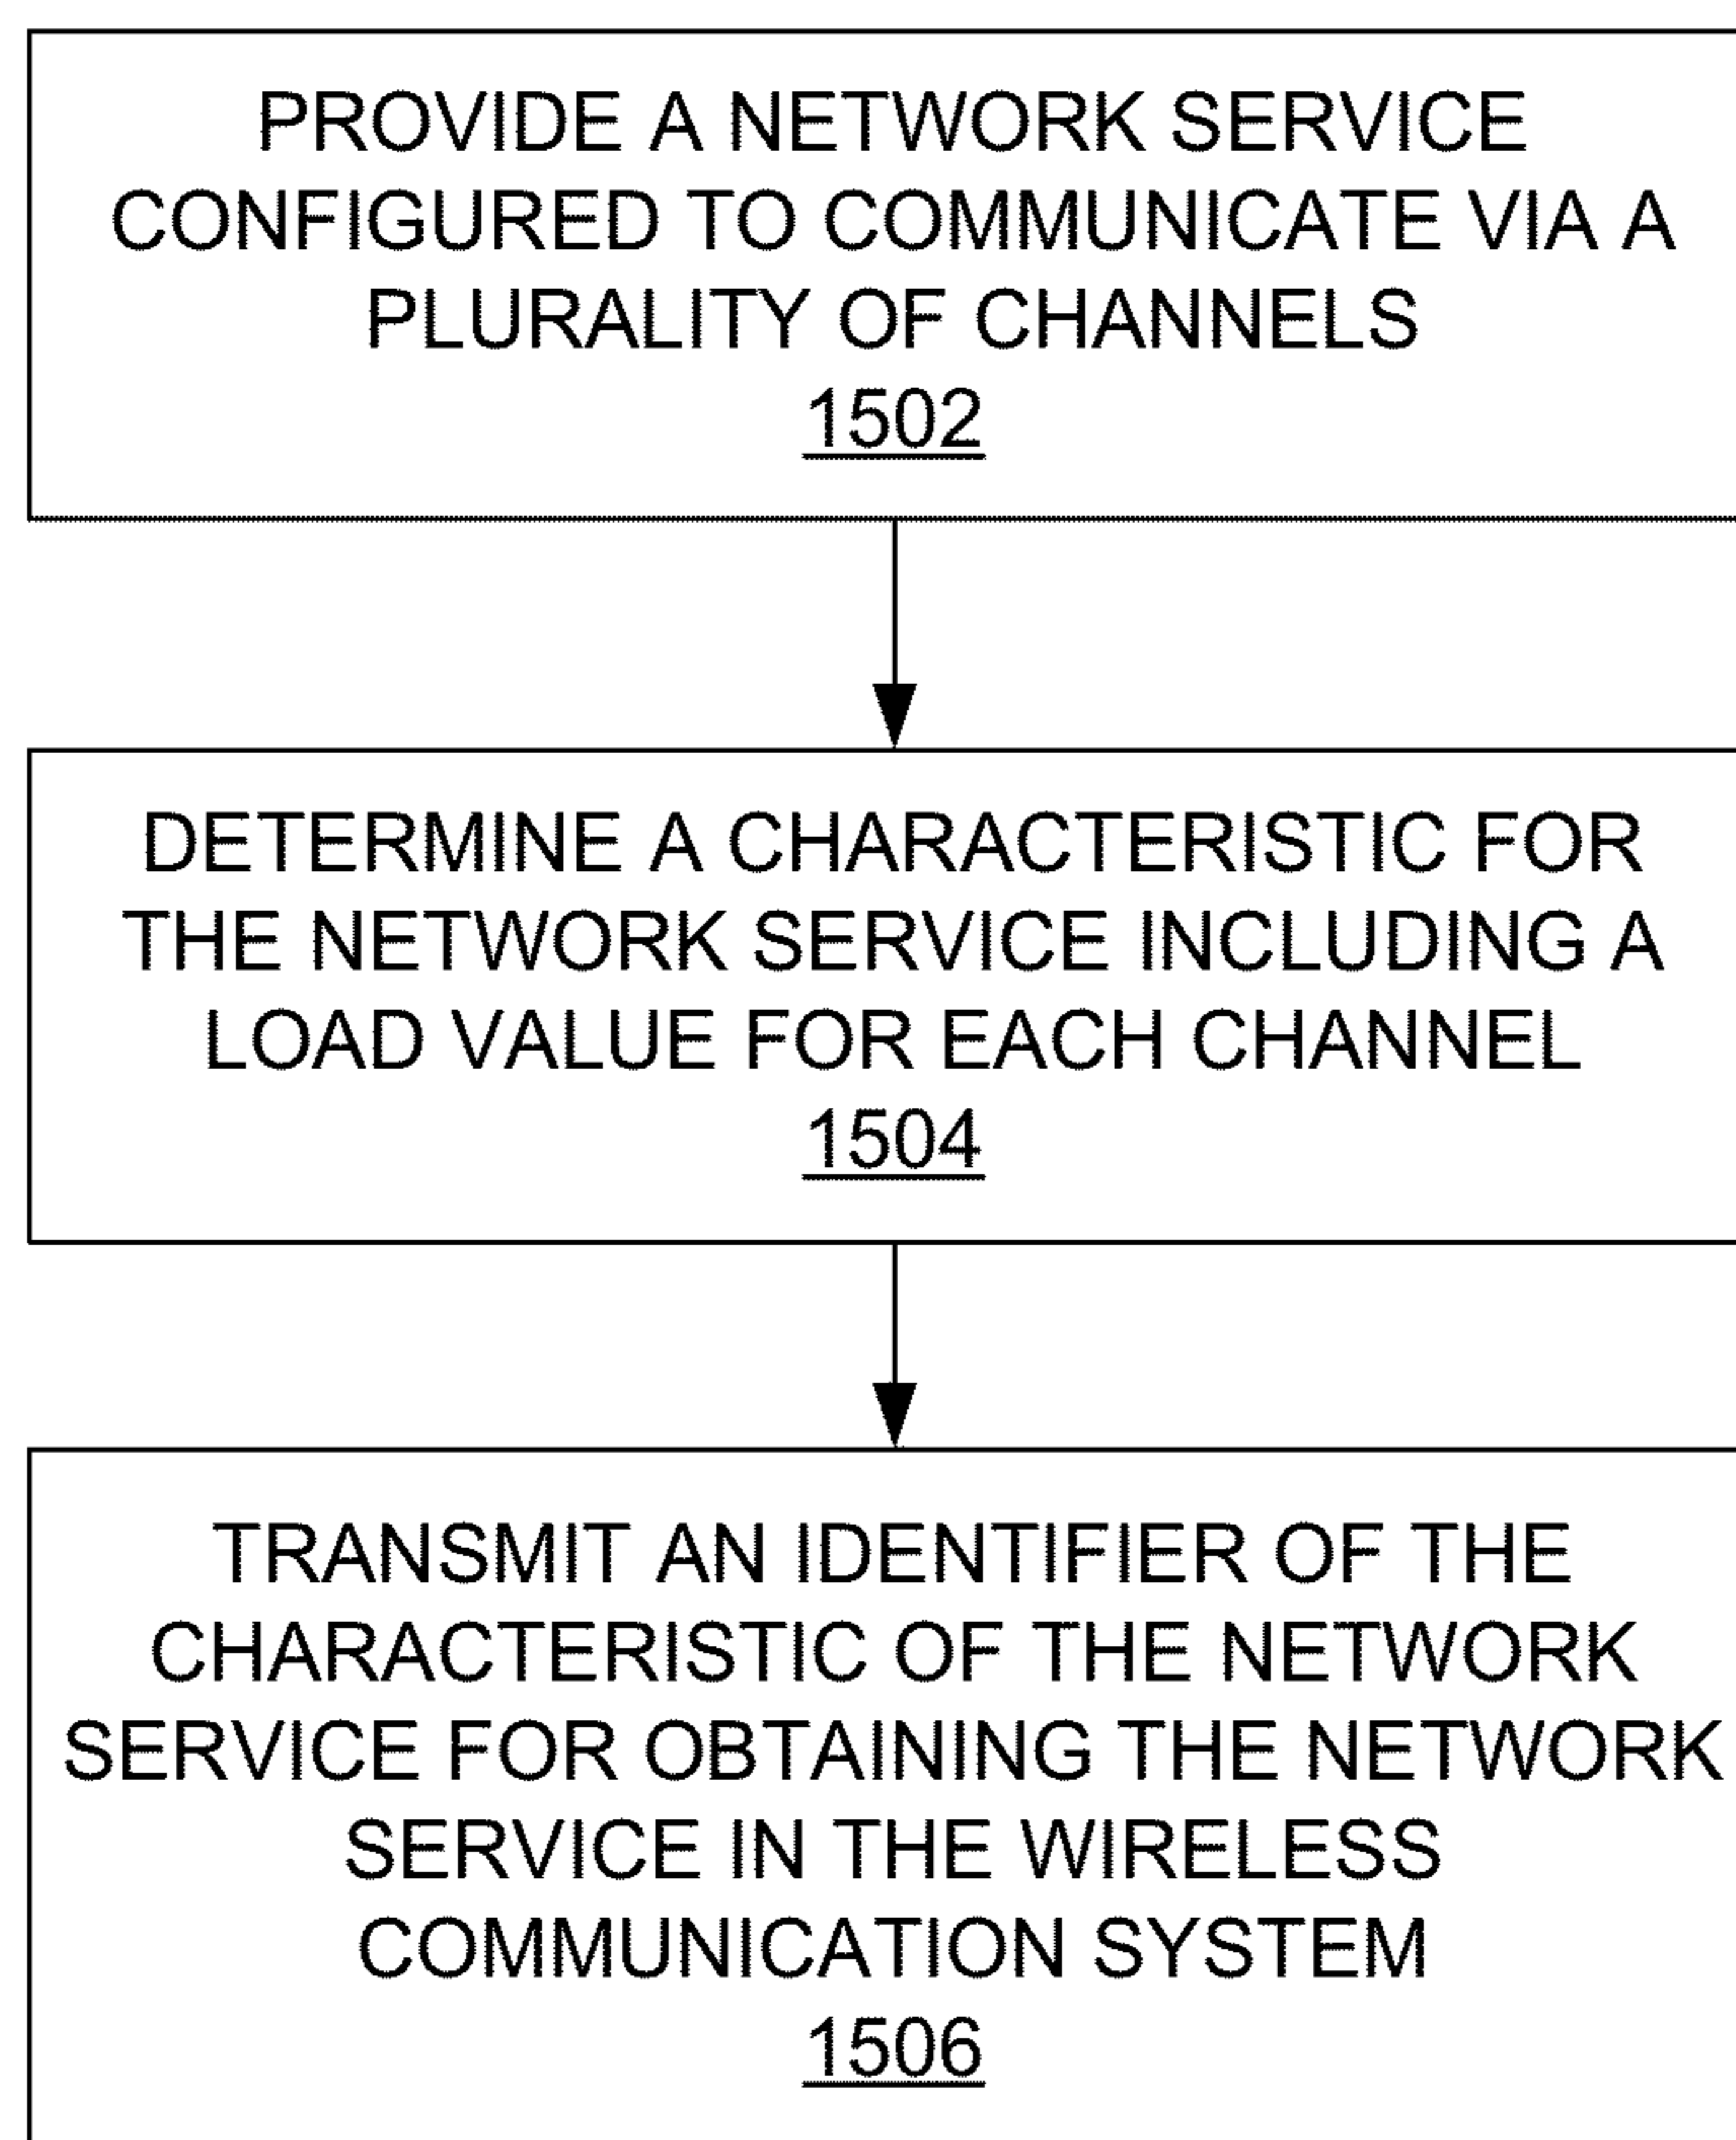 PROVIDE A NETWORK SERVICE
CONFIGURED TO COMMUNICATE VIA A
PLURALITY OF CHANNELS
1502
DETERMINE A CHARACTERISTIC FOR
THE NETWORK SERVICE INCLUDING A
LOAD VALUE FOR EACH CHANNEL
1504
TRANSMIT AN IDENTIFIER OF THE
CHARACTERISTIC OF THE NETWORK
SERVICE FOR OBTAINING THE NETWORK
SERVICE IN THE WIRELESS
COMMUNICATION SYSTEM
1506